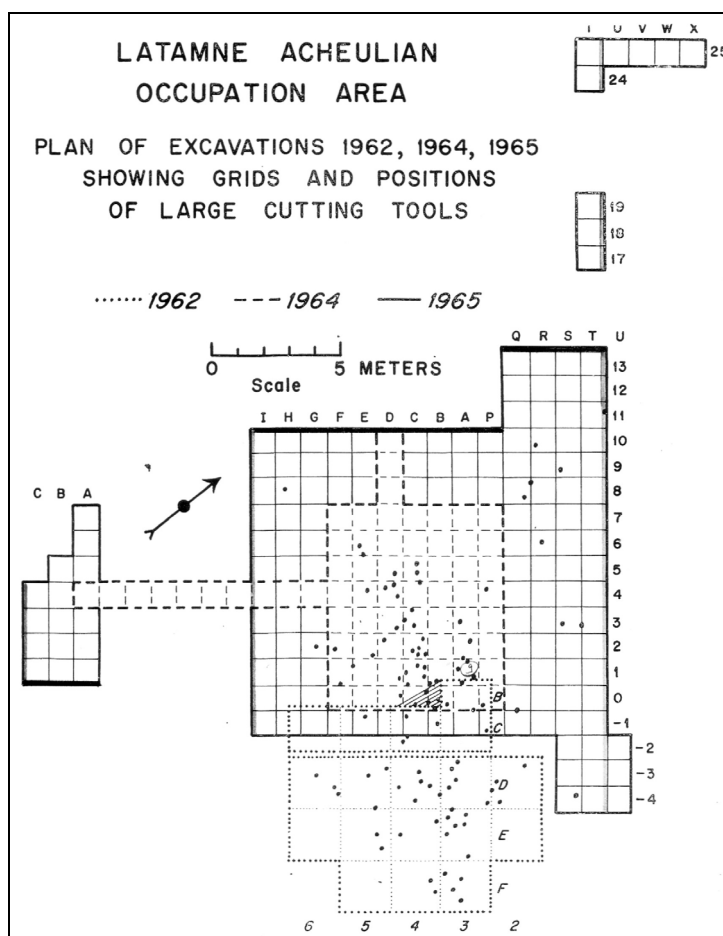 LATAMNE ACHEULIAN
OCCUPATION AREA
PLAN OF EXCAVATIONS 1962, 1964, 1965
SHOWING GRIDS AND POSITIONS
OF LARGE CUTTING TOOLS
U V W X
25
24
19
18
17
1962 1964 1965
0 5 METERS
Scale
Q R S T U
13
12
11
I H G F E D C B A P
10
9
8
C B A
7
6
5
4
3
2
1
0
-1
B
C
-2
-3
-4
D
E
F
6 5 4 3 2